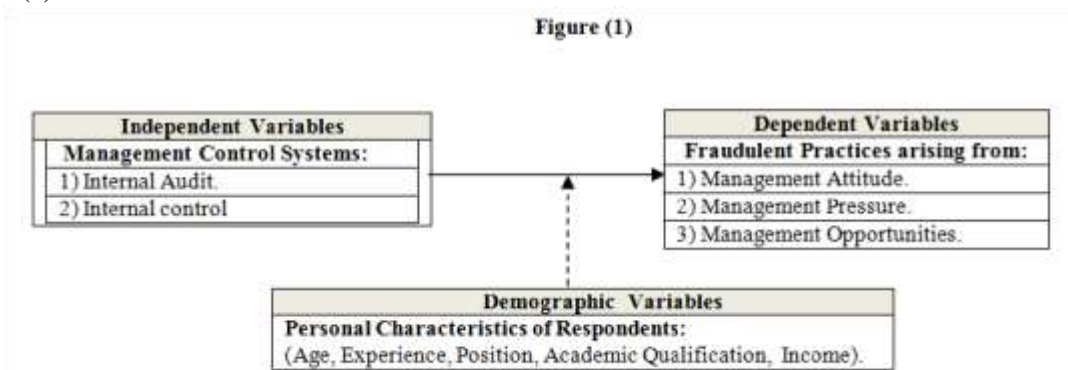 Figure (1)
Independent Variables
Management Control Systems:
1) Internal Audit.
2) Internal control
Dependent Variables
Fraudulent Practices arising from:
1) Management Attitude.
2) Management Pressure.
3) Management Opportunities.
Demographic Variables
Personal Characteristics of Respondents:
(Age, Experience, Position, Academic Qualification, Income).